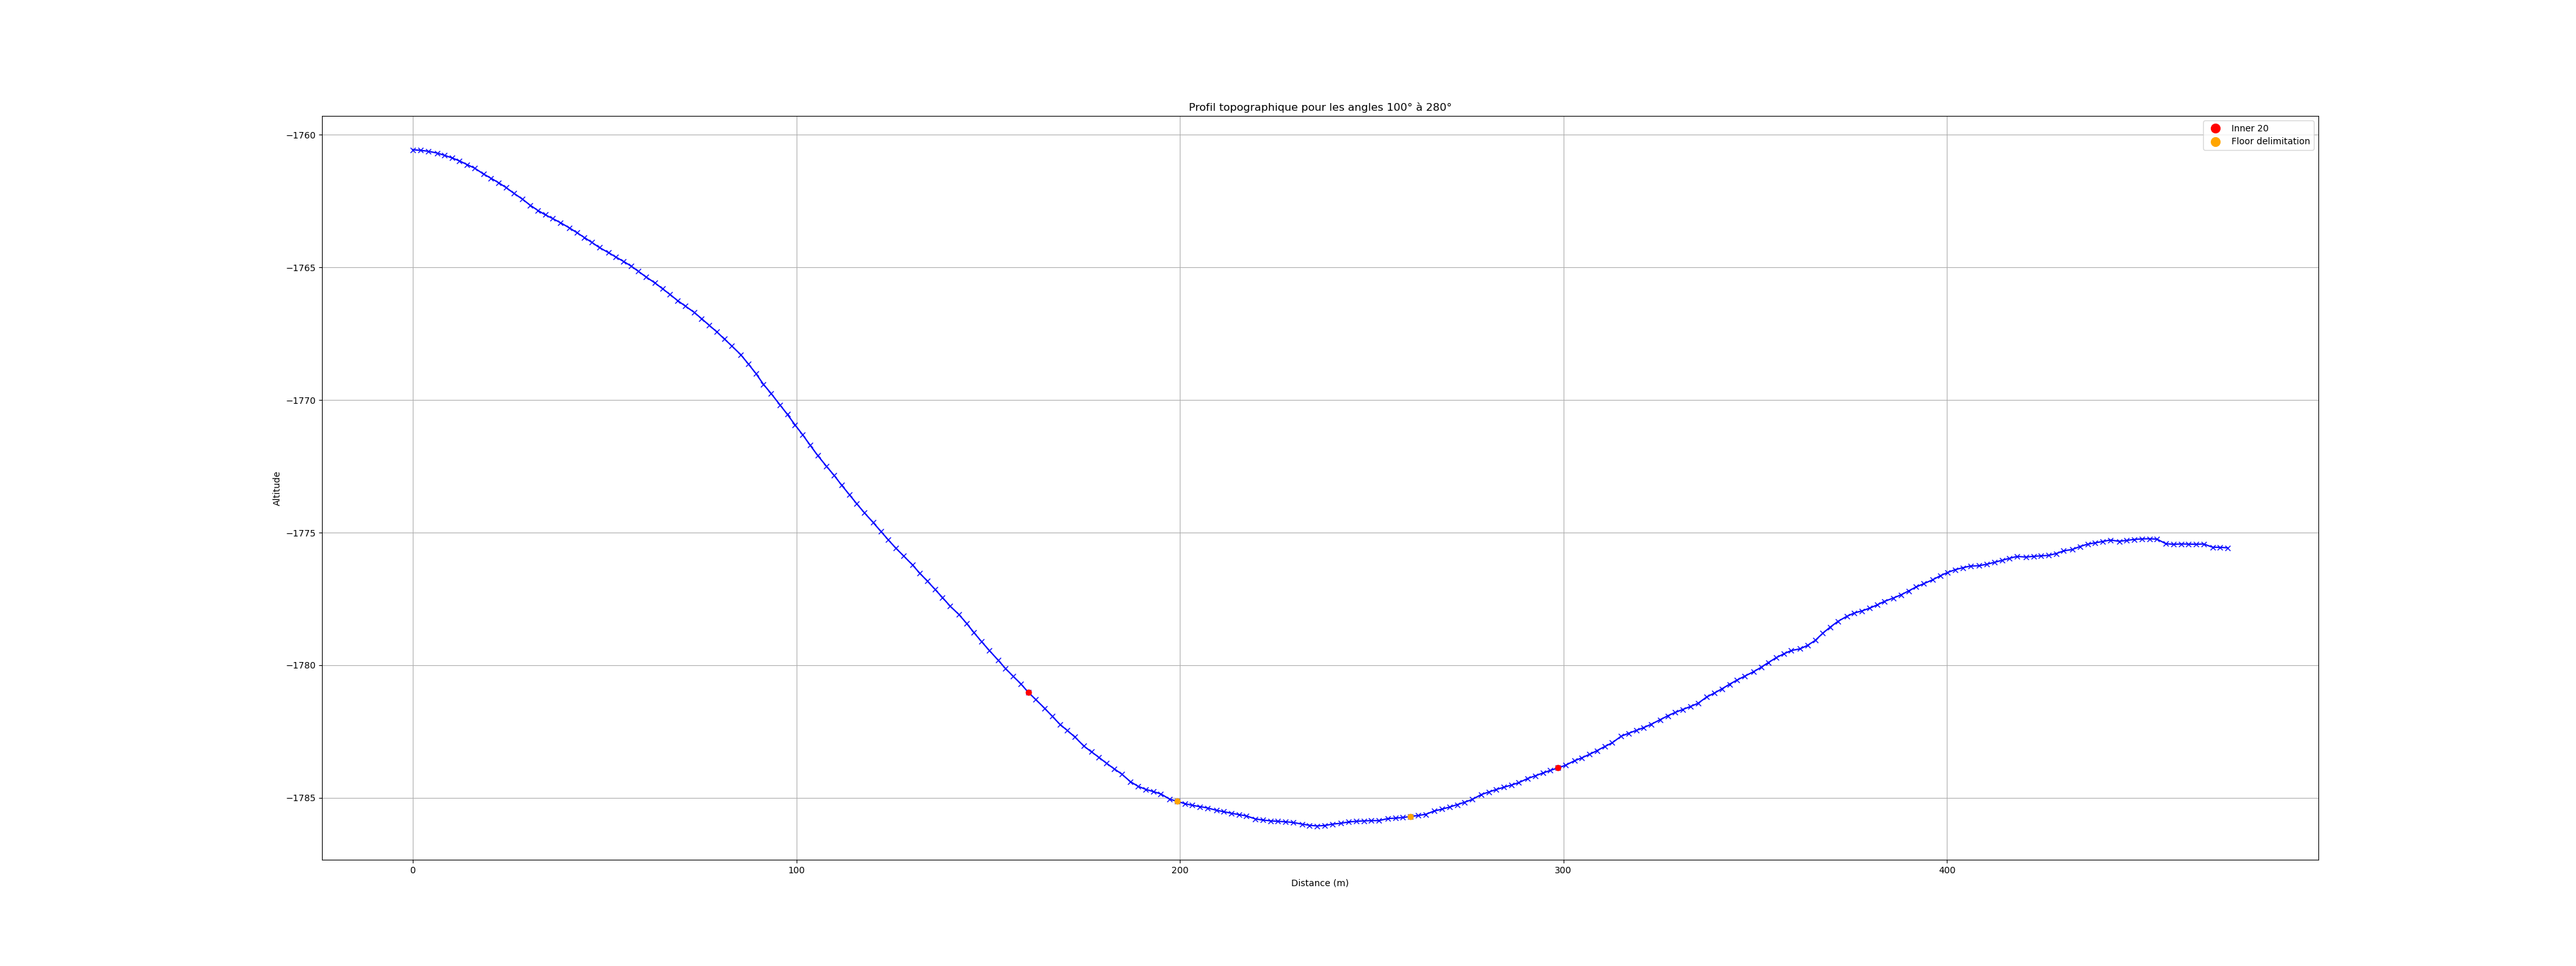 Profil topographique pour les angles 100° à 280°
Inner 20
Floor delimitation
−1760
−1765
−1770
−1775
−1780
−1785
Altitude
0 100 200 300 400
Distance (m)